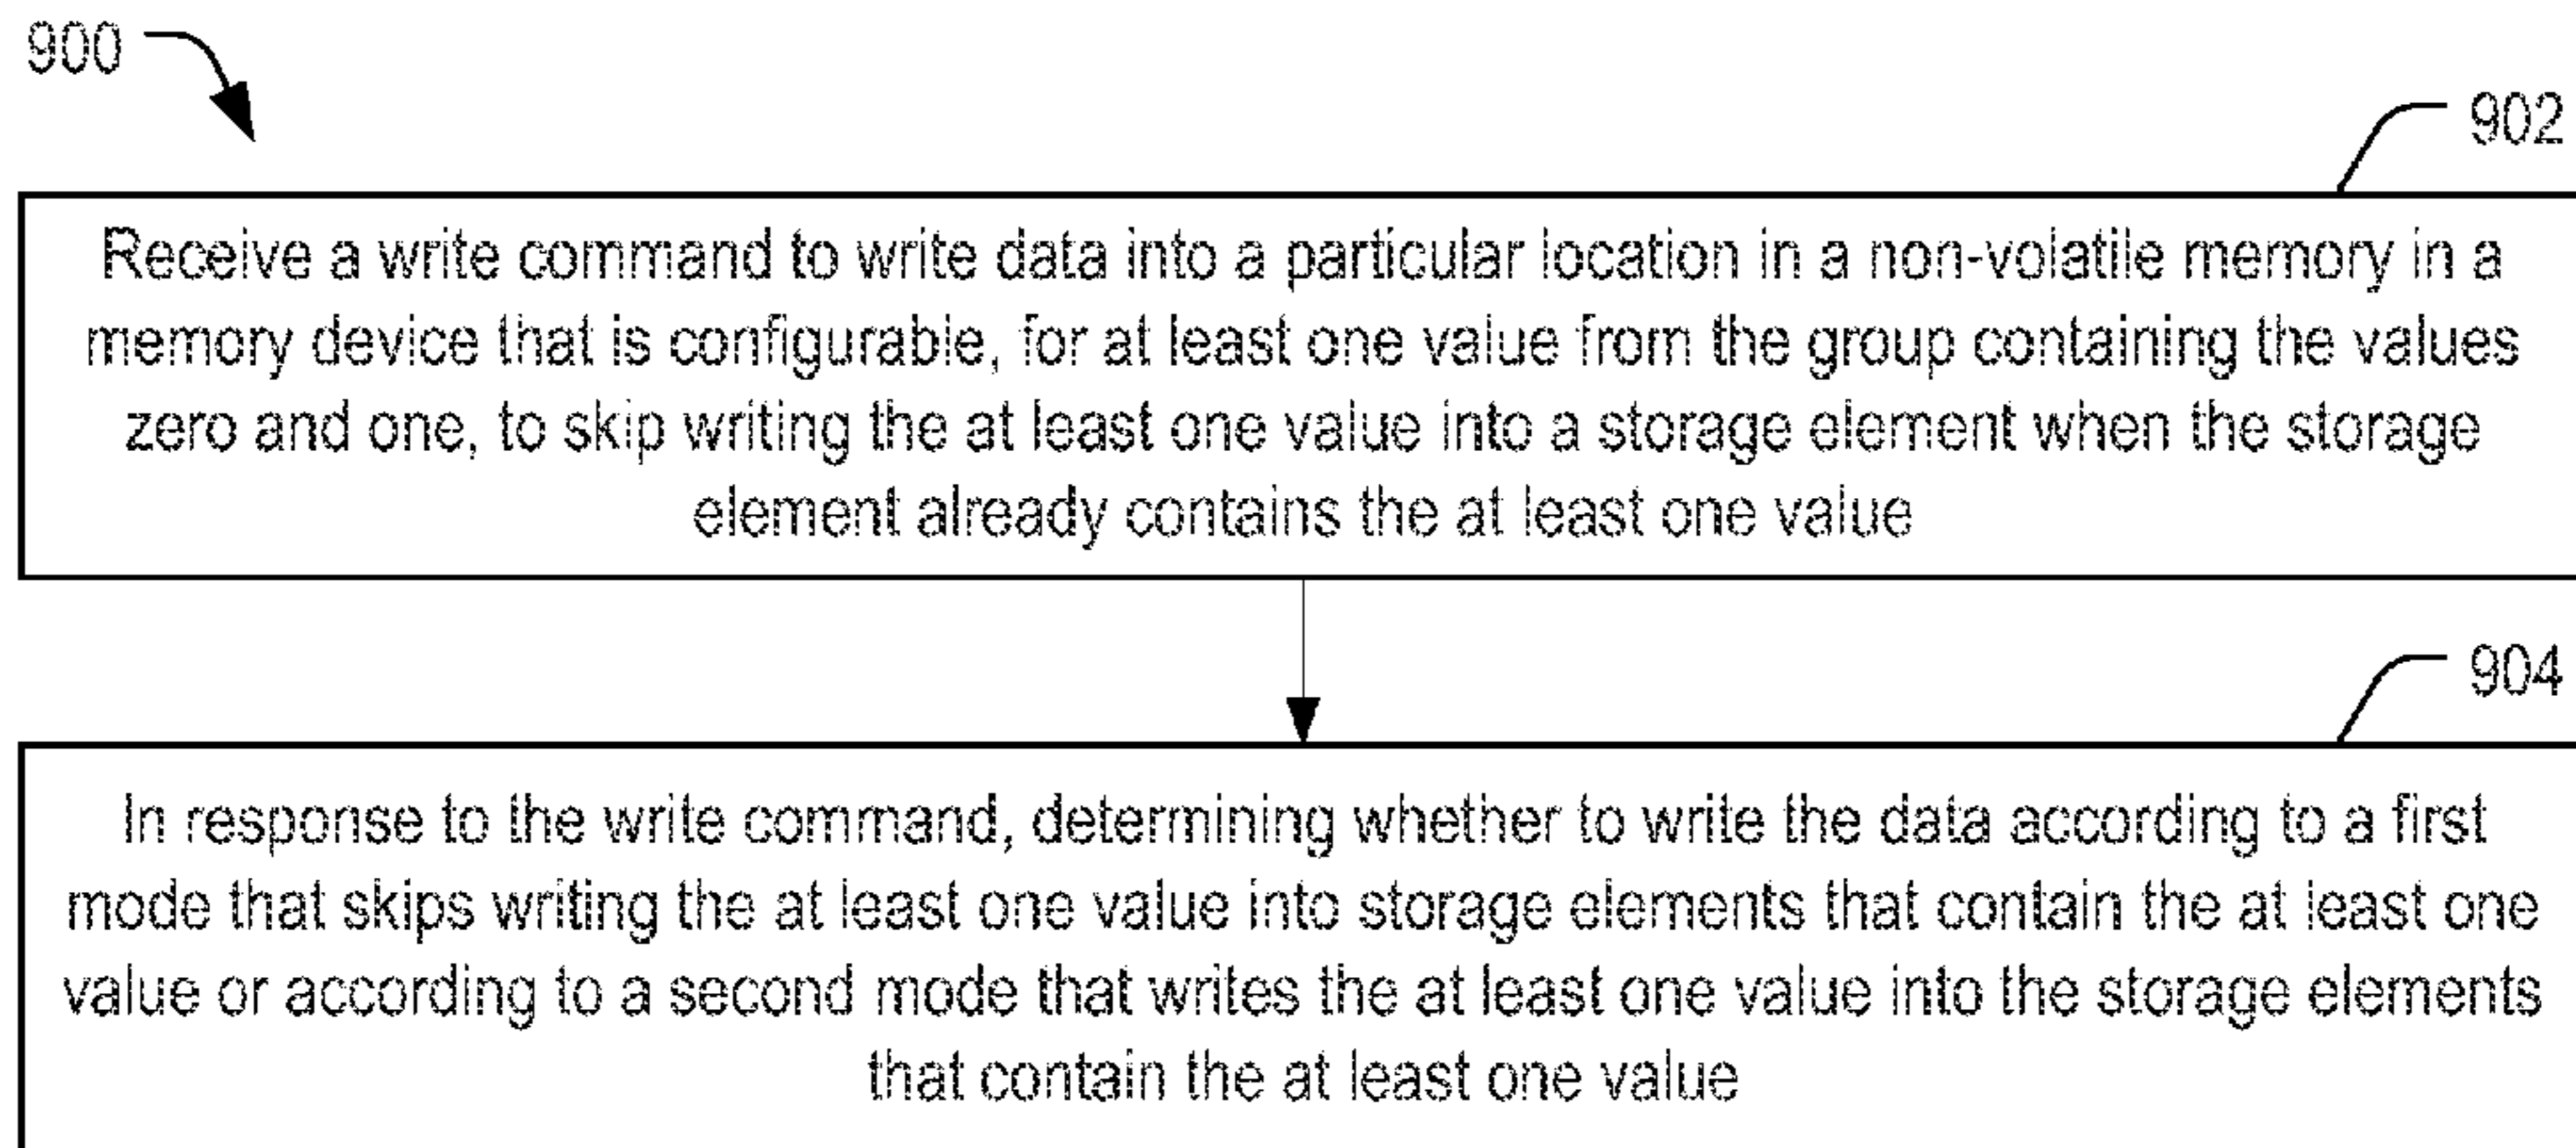 900
902
Receive a write command to write data into a particular location in a non-volatile memory in a
memory device that is configurable, for at least one value from the group containing the values
zero and one, to skip writing the at least one value into a storage element when the storage
element already contains the at least one value
904
In response to the write command, determining whether to write the data according to a first
mode that skips writing the at least one value into storage elements that contain the at least one
value or according to a second mode that writes the at least one value into the storage elements
that contain the at least one value